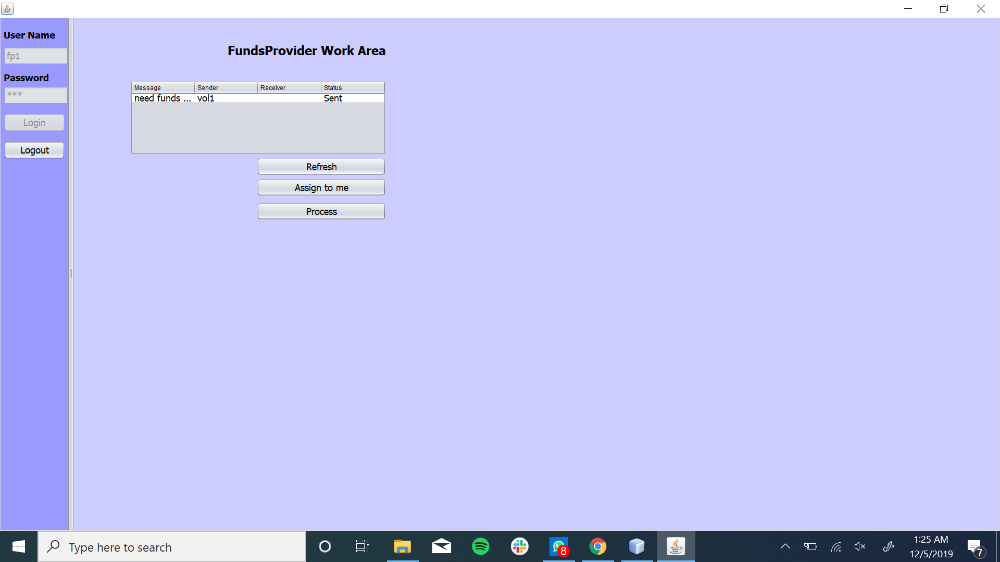 User Name
fp1
Password
***
Login
Logout
FundsProvider Work Area
Message Sender Receiver Status
need funds ... vol1 Sent
Refresh
Assign to me
Process
Type here to search
8
1:25 AM
12/5/2019
7